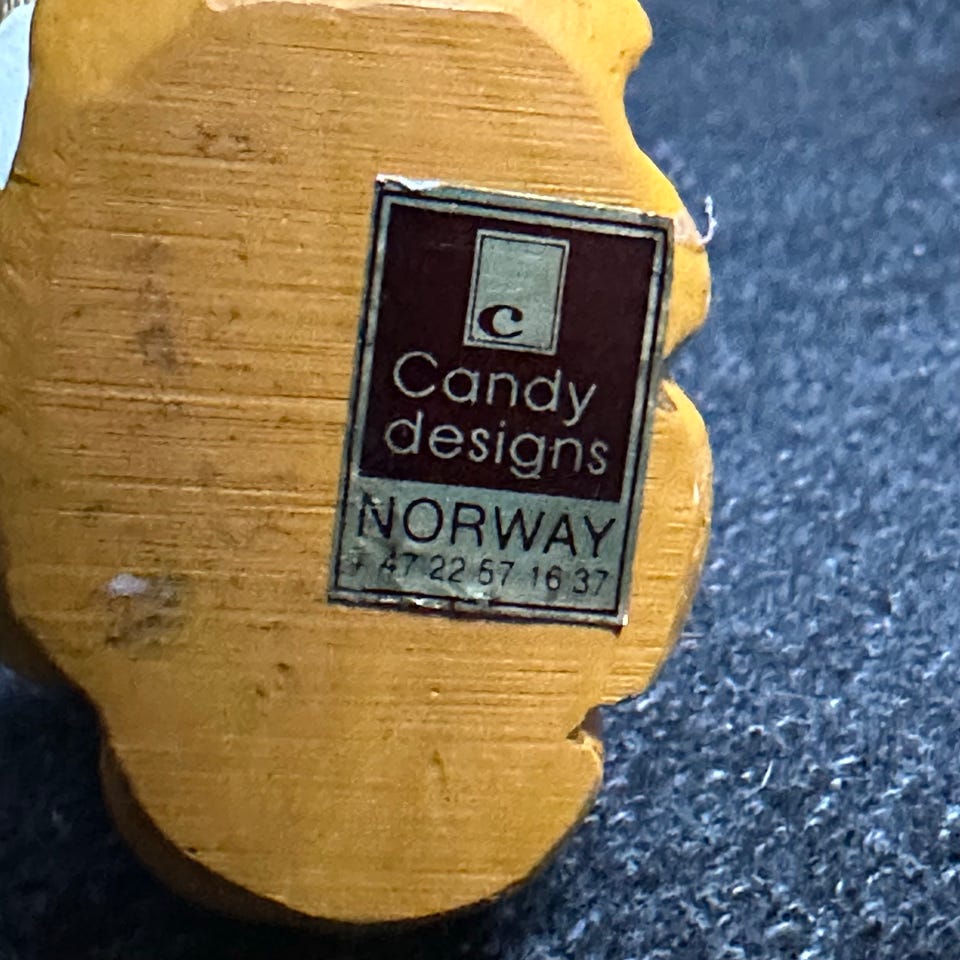 c
Candy
designs
NORWAY
+ 47 22 57 16 37